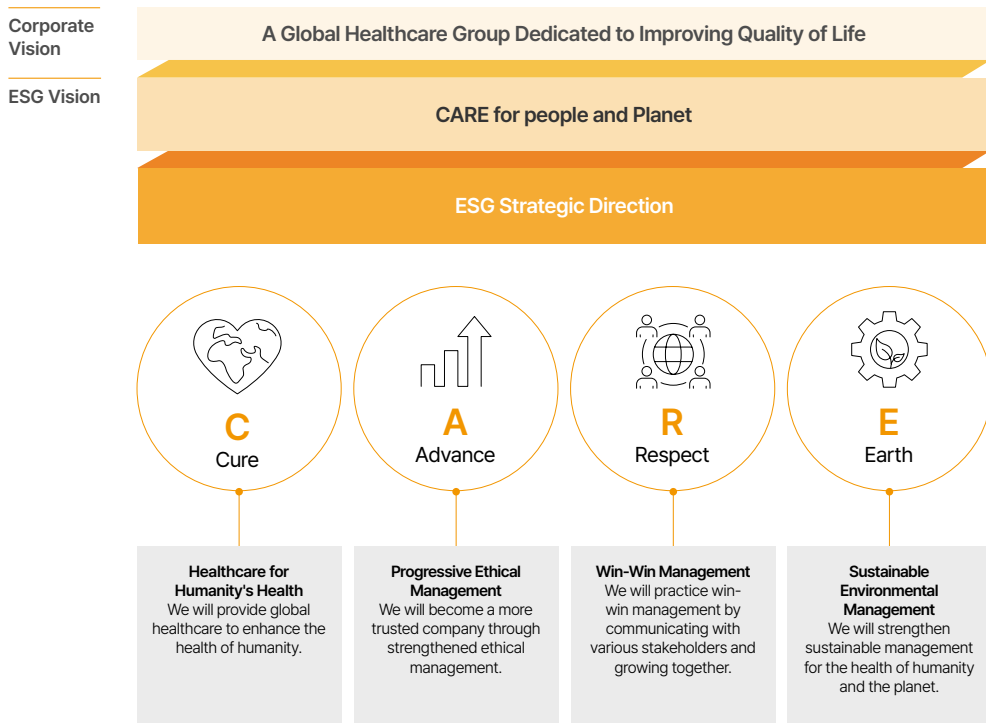 Corporate
Vision
A Global Healthcare Group Dedicated to Improving Quality of Life
ESG Vision
CARE for people and Planet
ESG Strategic Direction
C
Cure
A
Advance
R
Respect
E
Earth
Healthcare for
Humanity's Health
We will provide global
healthcare to enhance the
health of humanity.
Progressive Ethical
Management
We will become a more
trusted company through
strengthened ethical
management.
Win-Win Management
We will practice win-
win management by
communicating with
various stakeholders and
growing together.
Sustainable
Environmental
Management
We will strengthen
sustainable management
for the health of humanity
and the planet.